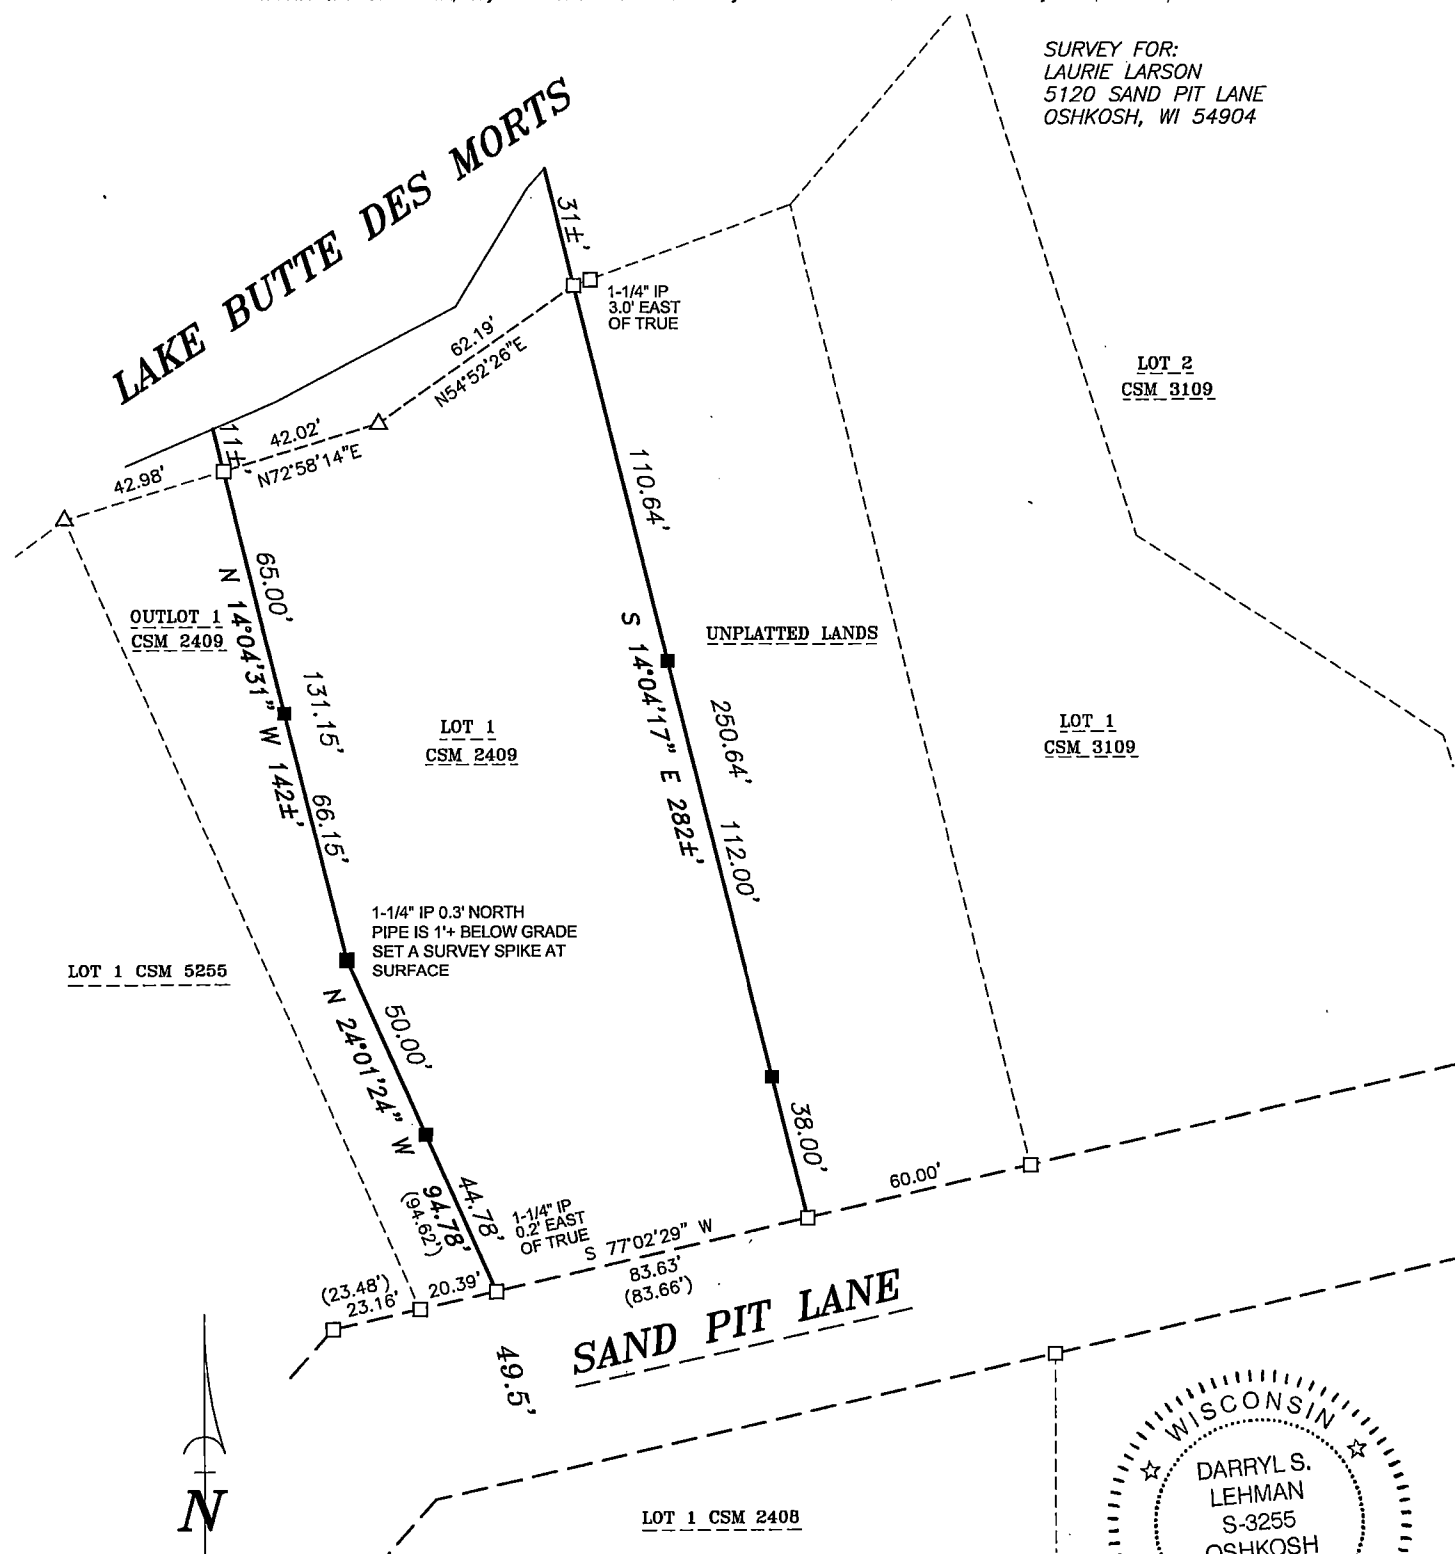 SURVEY FOR:
LAURIE LARSON
5120 SAND PIT LANE
OSHKOSH, WI 54904
LAKE BUTTE DES MORTS
31±'
1-1/4" IP
3.0' EAST
OF TRUE
62.19'
N54°52'26"E
LOT 2
CSM 3109
11±'
42.02'
N72°58'14"E
42.98'
110.64'
65.00'
OUTLOT 1
CSM 2409
N 14°04'31" W 142±'
131.15'
66.15'
LOT 1
CSM 2409
S 14°04'17" E 282±'
UNPLATTED LANDS
250.64'
112.00'
LOT 1
CSM 3109
1-1/4" IP 0.3' NORTH
PIPE IS 1'+ BELOW GRADE
SET A SURVEY SPIKE AT
SURFACE
LOT 1 CSM 5255
N 24°01'24" W 94.78'
(94.62')
50.00'
44.78'
38.00'
1-1/4" IP
0.2' EAST
OF TRUE
60.00'
S 77°02'29" W
83.63'
(83.66')
(23.48')
23.16'
20.39'
SAND PIT LANE
49.5'
N
LOT 1 CSM 2408
WISCONSIN
DARRYL S.
LEHMAN
S-3255
OSHKOSH